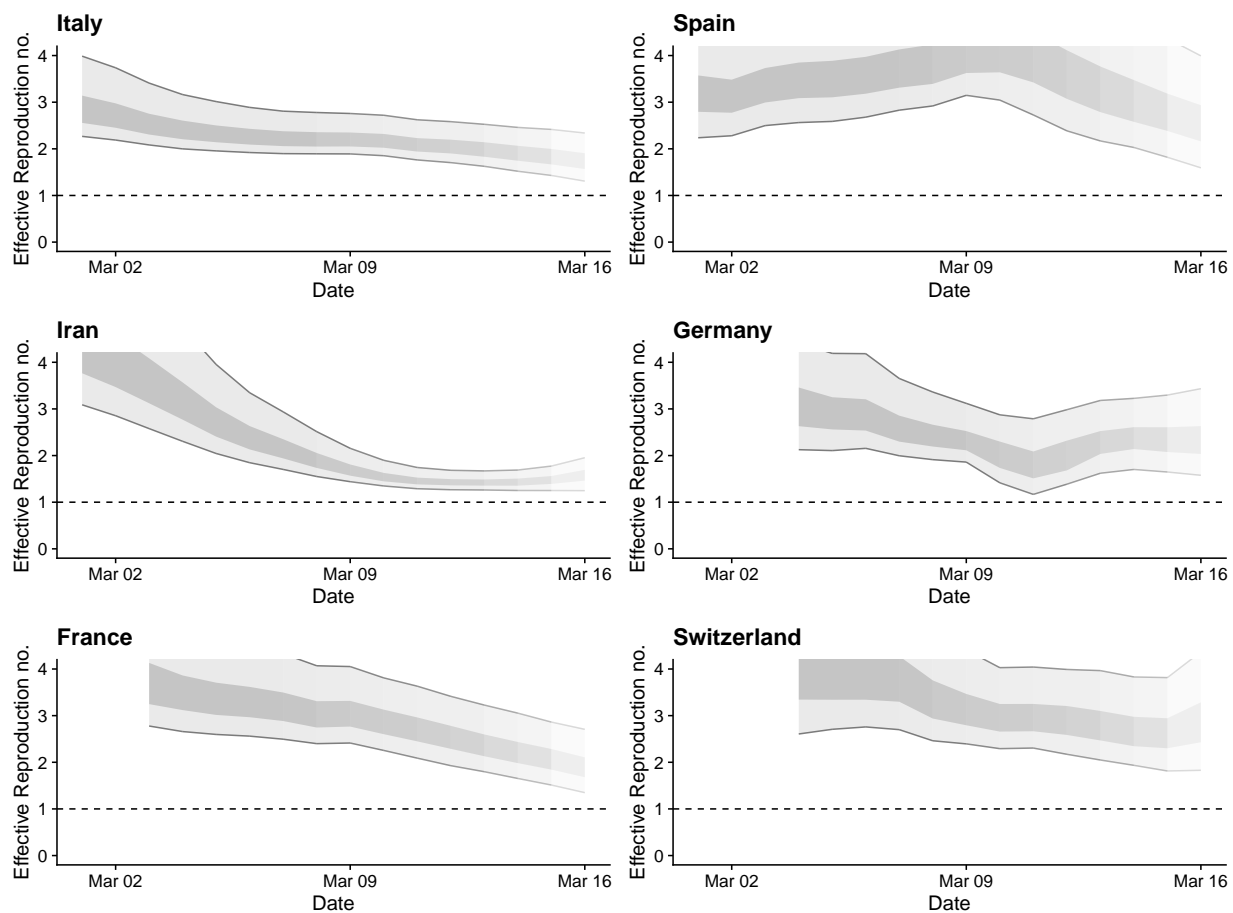 Italy
Effective Reproduction no.
4
3
2
1
0
Mar 02 Mar 09 Mar 16
Date
Spain
Effective Reproduction no.
4
3
2
1
0
Mar 02 Mar 09 Mar 16
Date
Iran
Effective Reproduction no.
4
3
2
1
0
Mar 02 Mar 09 Mar 16
Date
Germany
Effective Reproduction no.
4
3
2
1
0
Mar 02 Mar 09 Mar 16
Date
France
Effective Reproduction no.
4
3
2
1
0
Mar 02 Mar 09 Mar 16
Date
Switzerland
Effective Reproduction no.
4
3
2
1
0
Mar 02 Mar 09 Mar 16
Date